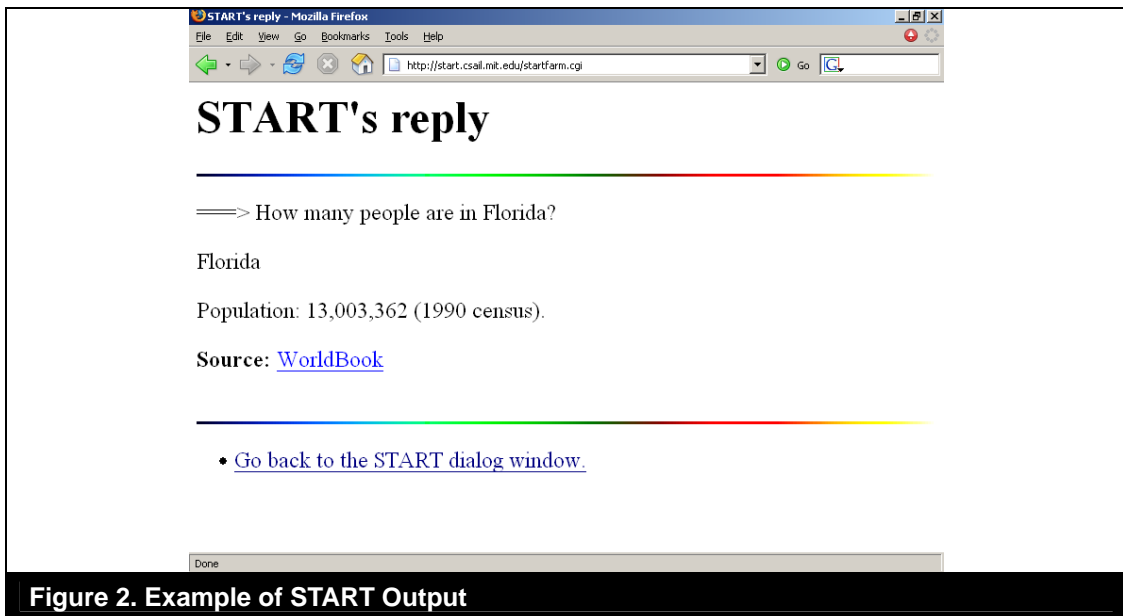 START's reply - Mozilla Firefox
File Edit View Go Bookmarks Tools Help
http://start.csail.mit.edu/startfarm.cgi Go G
START's reply
===> How many people are in Florida?
Florida
Population: 13,003,362 (1990 census).
Source: WorldBook
• Go back to the START dialog window.
Done
Figure 2. Example of START Output